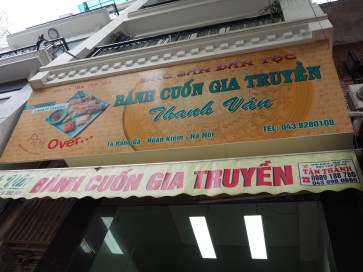 ĐẶC SẢN DÂN TỘC
BÁNH CUỐN GIA TRUYỀN
Thanh Vân
Over...
14 Hàng Gà - Hoàn Kiếm - Hà Nội
TEL: 043.8280108
BÁNH CUỐN GIA TRUYỀN
TÂN THÀNH